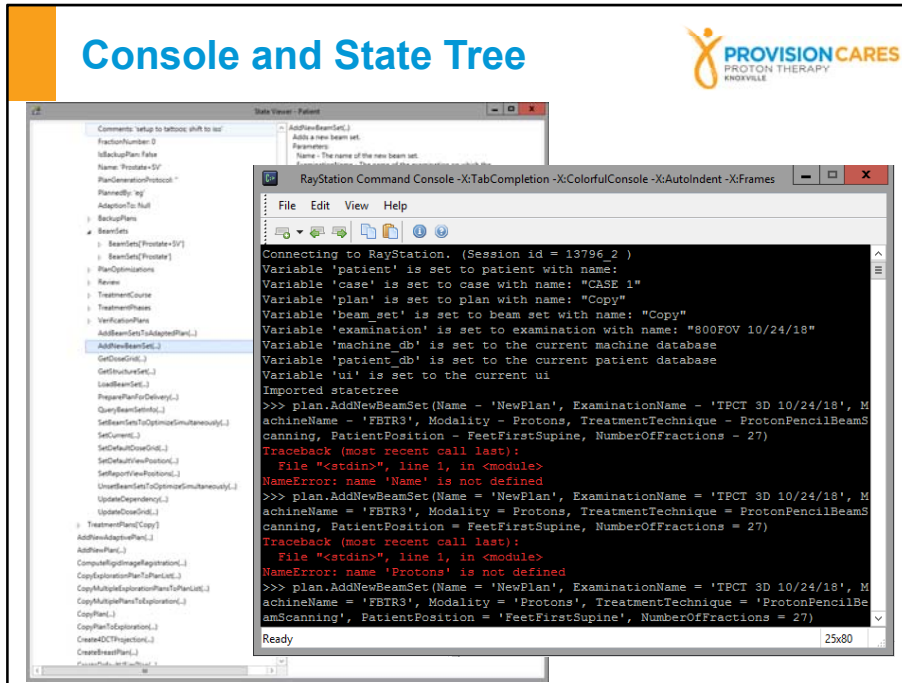 Console and State Tree
PROVISION CARES
PROTON THERAPY
KNOXVILLE
State Viewer - Patient
Comments: 'setup to tattoos; shift to iso'
FractionNumber: 0
IsBackupPlan: False
Name: 'Prostate+SV'
PlanGenerationProtocol: ''
PlannedBy: 'eg'
AdaptionTo: Null
BackupPlans
BeamSets
BeamSets['Prostate+SV']
BeamSets['Prostate']
PlanOptimizations
Review
TreatmentCourse
TreatmentPhases
VerificationPlans
AddBeamSetsToAdaptedPlan(...)
AddNewBeamSet(...)
GetDoseGrid(...)
GetStructureSet(...)
LoadBeamSet(...)
PreparePlanForDelivery(...)
QueryBeamSetInfo(...)
SetBeamSetsToOptimizeSimultaneously(...)
SetCurrent(...)
SetDefaultDoseGrid(...)
SetDefaultViewPosition(...)
SetReportViewPositions(...)
UnsetBeamSetsToOptimizeSimultaneously(...)
UpdateDependency(...)
UpdateDoseGrid(...)
TreatmentPlans['Copy']
AddNewAdaptivePlan(...)
AddNewPlan(...)
ComputeRigidImageRegistration(...)
CopyExplorationPlanToPlanList(...)
CopyMultipleExplorationPlansToPlanList(...)
CopyMultiplePlansToExploration(...)
CopyPlan(...)
CopyPlanToExploration(...)
Create4DCTProjection(...)
CreateBreastPlan(...)
AddNewBeamSet(...)
Adds a new beam set.
Parameters:
Name - The name of the new beam set.
RayStation Command Console -X:TabCompletion -X:ColorfulConsole -X:AutoIndent -X:Frames
File Edit View Help
Connecting to RayStation. (Session id = 13796_2 )
Variable 'patient' is set to patient with name:
Variable 'case' is set to case with name: "CASE 1"
Variable 'plan' is set to plan with name: "Copy"
Variable 'beam_set' is set to beam set with name: "Copy"
Variable 'examination' is set to examination with name: "800FOV 10/24/18"
Variable 'machine_db' is set to the current machine database
Variable 'patient_db' is set to the current patient database
Variable 'ui' is set to the current ui
Imported statetree
>>> plan.AddNewBeamSet(Name - 'NewPlan', ExaminationName - 'TPCT 3D 10/24/18', M
achineName - 'FBTR3', Modality - Protons, TreatmentTechnique - ProtonPencilBeamS
canning, PatientPosition - FeetFirstSupine, NumberOfFractions - 27)
Traceback (most recent call last):
File "<stdin>", line 1, in <module>
NameError: name 'Name' is not defined
>>> plan.AddNewBeamSet(Name = 'NewPlan', ExaminationName = 'TPCT 3D 10/24/18', M
achineName = 'FBTR3', Modality = Protons, TreatmentTechnique = ProtonPencilBeamS
canning, PatientPosition = FeetFirstSupine, NumberOfFractions = 27)
Traceback (most recent call last):
File "<stdin>", line 1, in <module>
NameError: name 'Protons' is not defined
>>> plan.AddNewBeamSet(Name = 'NewPlan', ExaminationName = 'TPCT 3D 10/24/18', M
achineName = 'FBTR3', Modality = 'Protons', TreatmentTechnique = 'ProtonPencilBe
amScanning', PatientPosition = 'FeetFirstSupine', NumberOfFractions = 27)
Ready
25x80